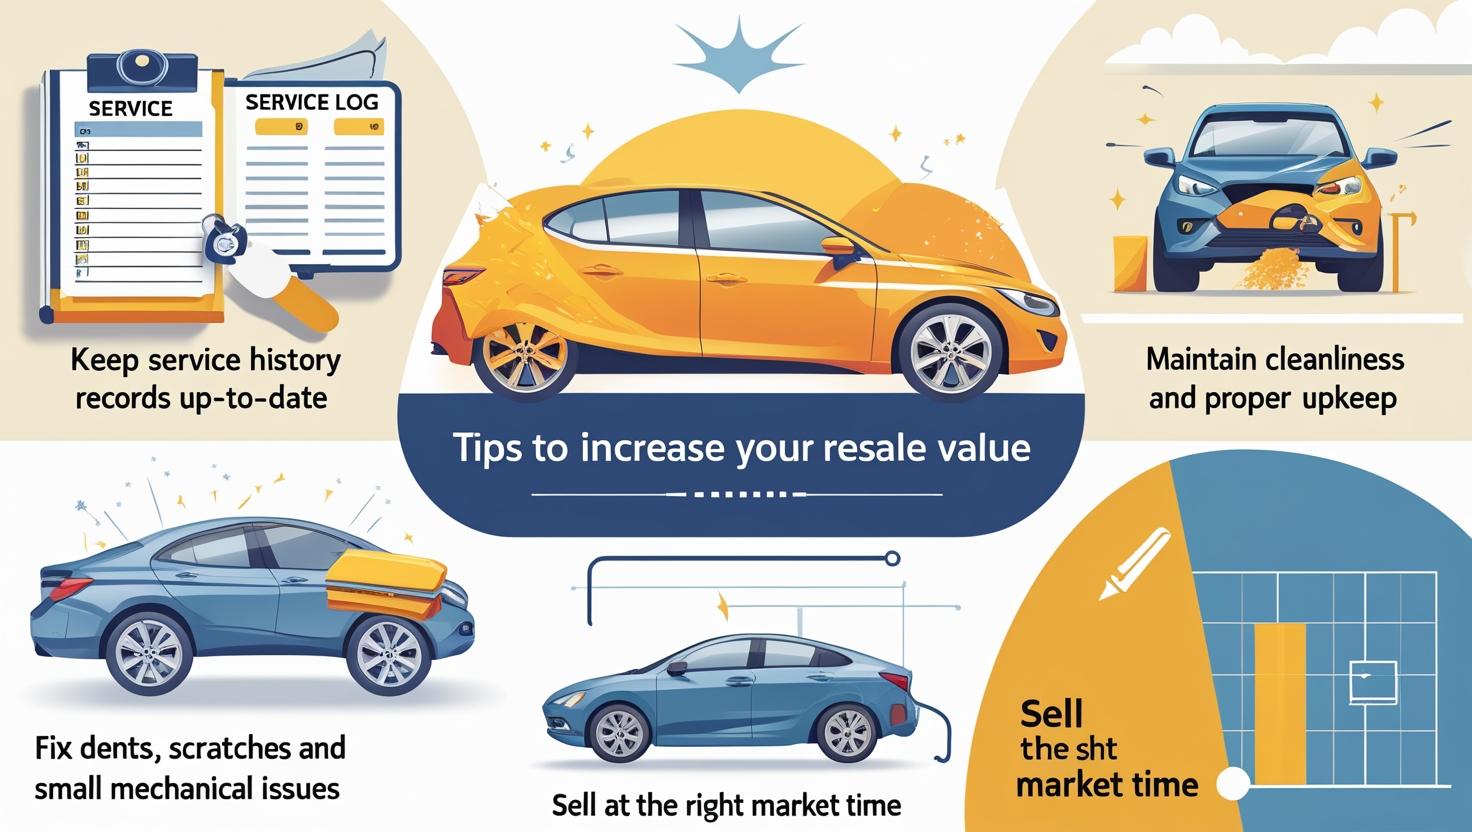 SERVICE
SERVICE LOG
Keep service history
records up-to-date
Tips to increase your resale value
Maintain cleanliness
and proper upkeep
Fix dents, scratches and
small mechanical issues
Sell at the right market time
Sell
the sht
market time